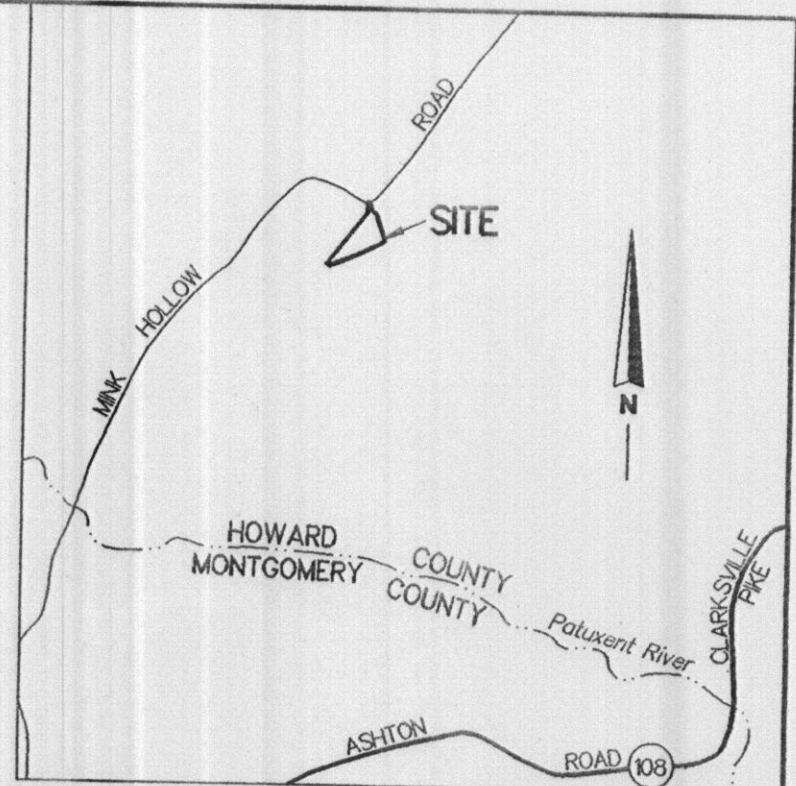 ROAD
SITE
MINK HOLLOW
N
HOWARD COUNTY
MONTGOMERY COUNTY
Patuxent River
CLARKSVILLE
PIKE
ASHTON ROAD 108